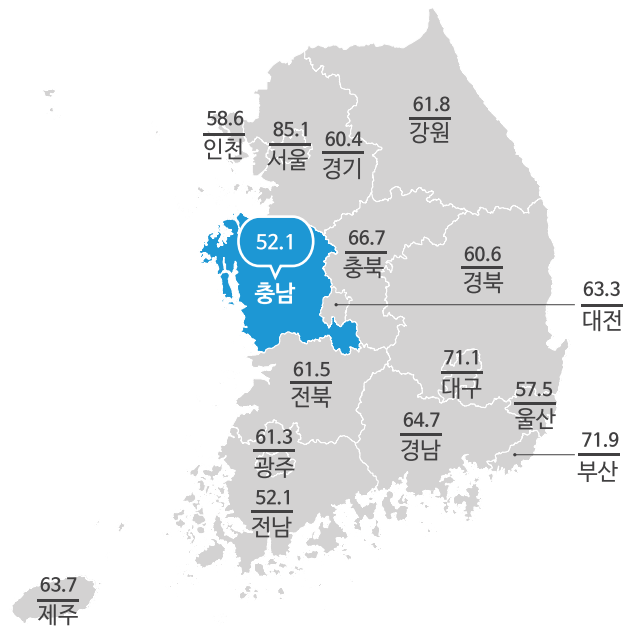 61.8
강원
58.6
인천
85.1
서울
60.4
경기
52.1
충남
66.7
충북
60.6
경북
63.3
대전
61.5
전북
71.1
대구
57.5
울산
64.7
경남
71.9
부산
61.3
광주
52.1
전남
63.7
제주